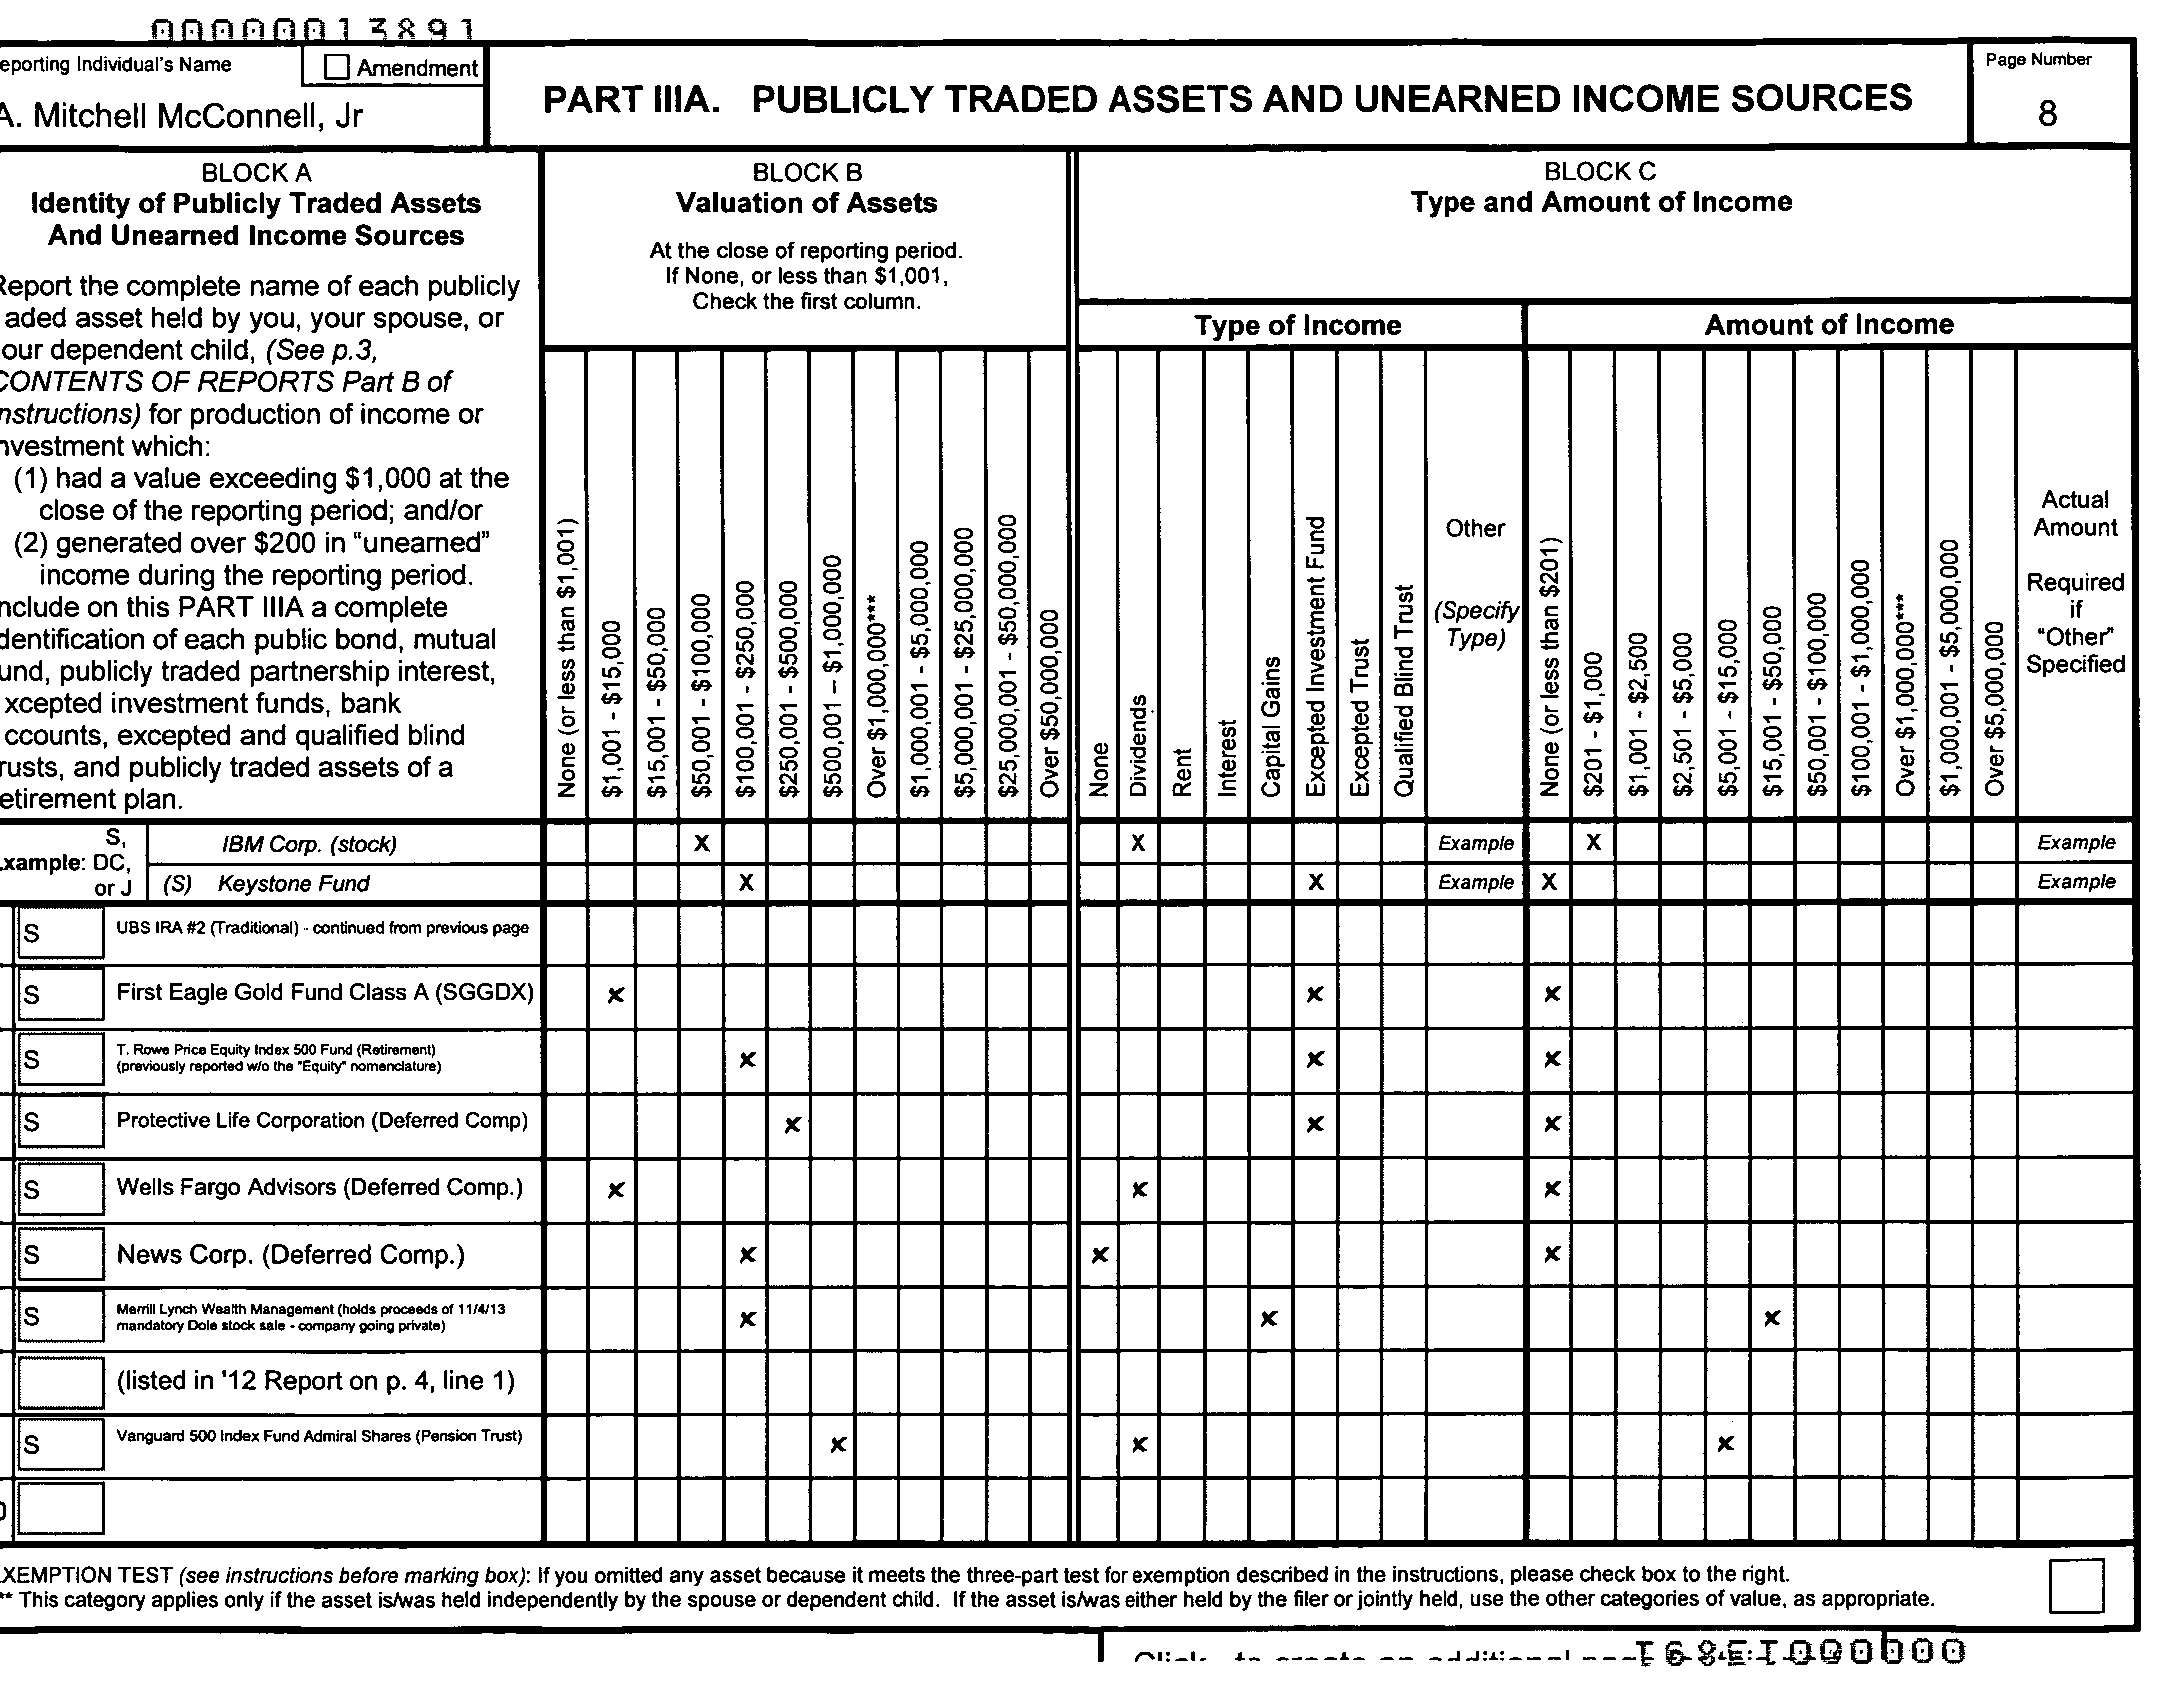 00000013891
eporting Individual's Name
Amendment
A. Mitchell McConnell, Jr
PART IIIA. PUBLICLY TRADED ASSETS AND UNEARNED INCOME SOURCES
Page Number
8
BLOCK A
Identity of Publicly Traded Assets
And Unearned Income Sources
Report the complete name of each publicly
aded asset held by you, your spouse, or
our dependent child, (See p.3,
CONTENTS OF REPORTS Part B of
nstructions) for production of income or
nvestment which:
(1) had a value exceeding $1,000 at the
close of the reporting period; and/or
(2) generated over $200 in "unearned"
income during the reporting period.
nclude on this PART IIIA a complete
dentification of each public bond, mutual
und, publicly traded partnership interest,
xcepted investment funds, bank
ccounts, excepted and qualified blind
rusts, and publicly traded assets of a
etirement plan.
BLOCK B
Valuation of Assets
At the close of reporting period.
If None, or less than $1,001,
Check the first column.
None (or less than $1,001)
$1,001 - $15,000
$15,001 - $50,000
$50,001 - $100,000
$100,001 - $250,000
$250,001 - $500,000
$500,001 – $1,000,000
Over $1,000,000***
$1,000,001 - $5,000,000
$5,000,001 - $25,000,000
$25,000,001 - $50,000,000
Over $50,000,000
BLOCK C
Type and Amount of Income
Type of Income
Amount of Income
None
Dividends
Rent
Interest
Capital Gains
Excepted Investment Fund
Excepted Trust
Qualified Blind Trust
Other
(Specify
Type)
None (or less than $201)
$201 - $1,000
$1,001 - $2,500
$2,501 - $5,000
$5,001 - $15,000
$15,001 - $50,000
$50,001 - $100,000
$100,001 - $1,000,000
Over $1,000,000***
$1,000,001 - $5,000,000
Over $5,000,000
Actual
Amount
Required
if
"Other"
Specified
xample: S, DC, or J
IBM Corp. (stock) X X Example X Example
(S) Keystone Fund X X Example X Example
S UBS IRA #2 (Traditional) - continued from previous page
S First Eagle Gold Fund Class A (SGGDX) x x x
S T. Rowe Price Equity Index 500 Fund (Retirement)
(previously reported w/o the "Equity" nomenclature) x x x
S Protective Life Corporation (Deferred Comp) x x x
S Wells Fargo Advisors (Deferred Comp.) x x x
S News Corp. (Deferred Comp.) x x x
S Merrill Lynch Wealth Management (holds proceeds of 11/4/13
mandatory Dole stock sale - company going private) x x x
(listed in '12 Report on p. 4, line 1)
S Vanguard 500 Index Fund Admiral Shares (Pension Trust) x x x
XEMPTION TEST (see instructions before marking box): If you omitted any asset because it meets the three-part test for exemption described in the instructions, please check box to the right.
** This category applies only if the asset is/was held independently by the spouse or dependent child. If the asset is/was either held by the filer or jointly held, use the other categories of value, as appropriate.